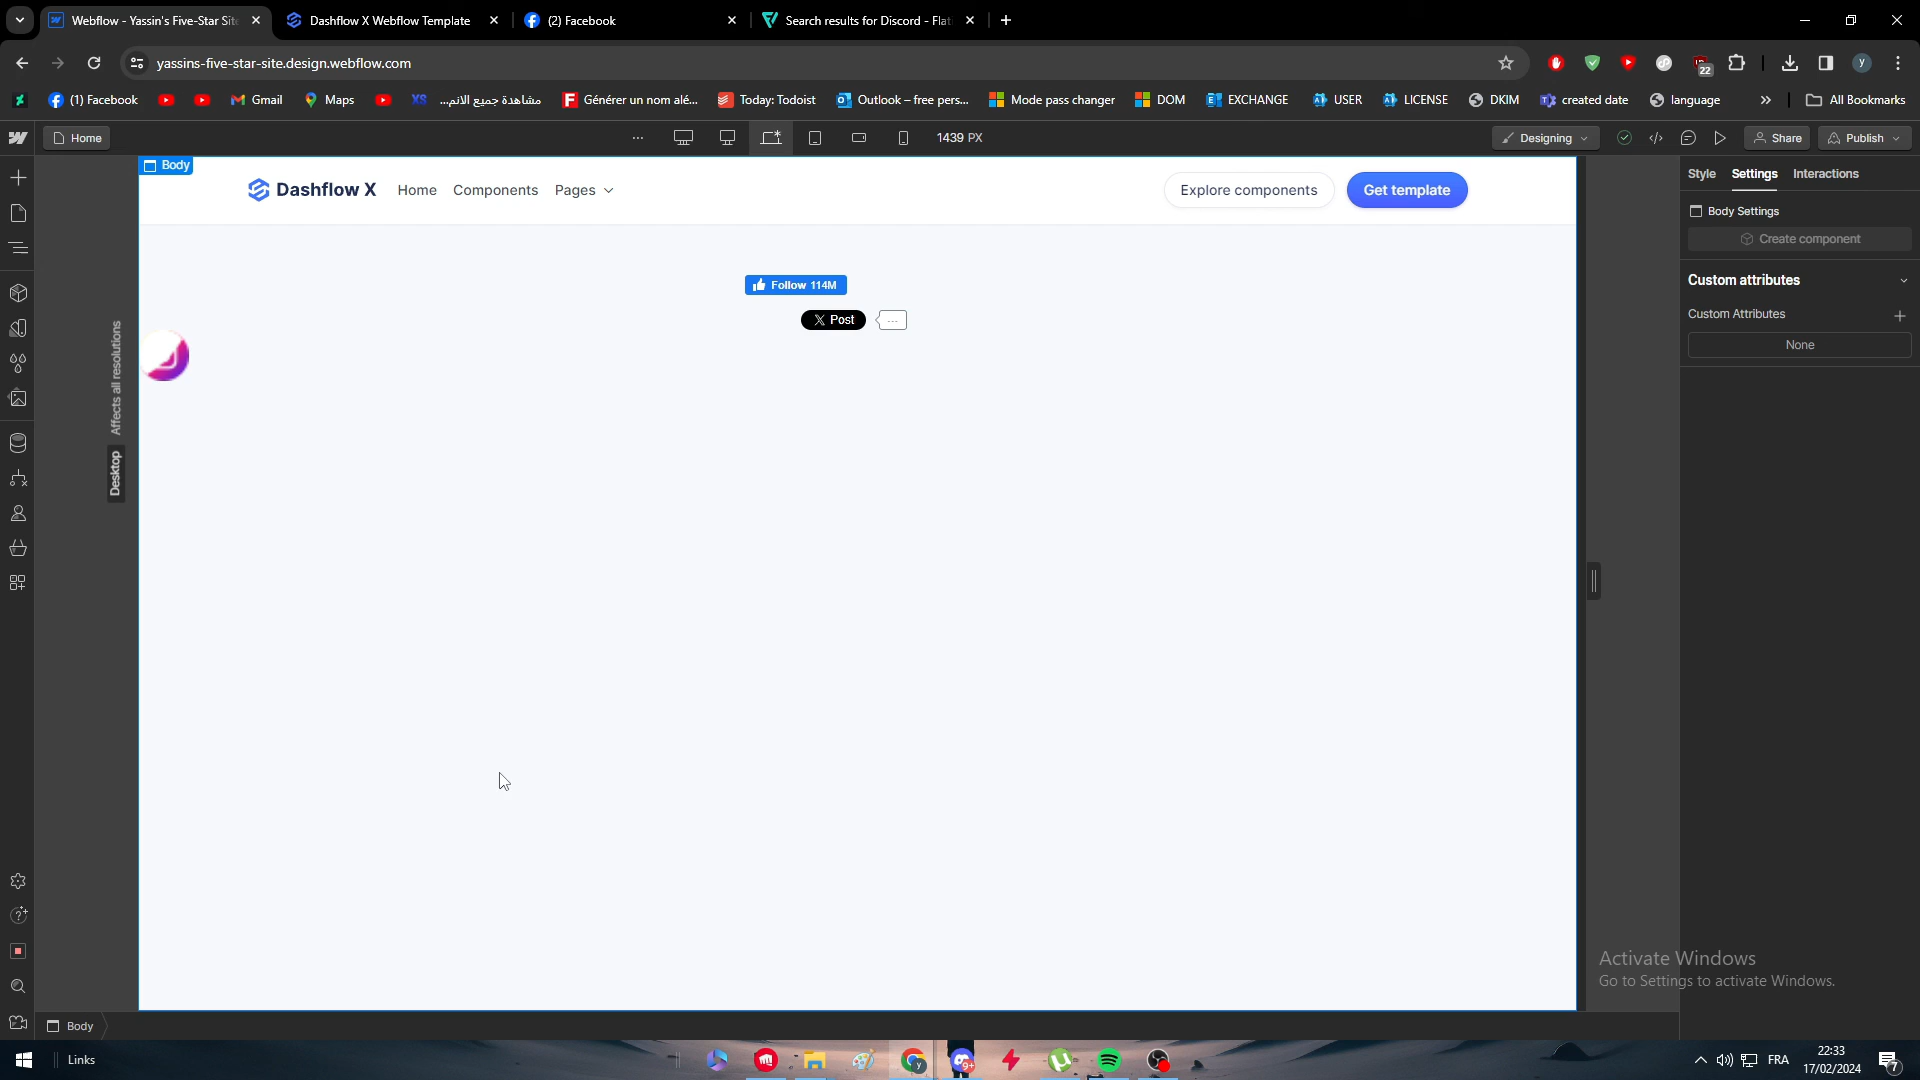 Webflow - Yassin's Five-Star Sit
Dashflow X Webflow Template
(2) Facebook
Search results for Discord - Flat
yassins-five-star-site.design.webflow.com
22
y
(1) Facebook
Gmail
Maps
XS
مشاهدة جميع الانم...
Générer un nom alé...
Today: Todoist
Outlook – free pers...
Mode pass changer
DOM
EXCHANGE
USER
LICENSE
DKIM
created date
language
All Bookmarks
Home
1439 PX
Designing
Share
Publish
Body
Dashflow X
Home
Components
Pages
Explore components
Get template
Follow 114M
Post
...
Affects all resolutions
Desktop
Style
Settings
Interactions
Body Settings
Create component
Custom attributes
Custom Attributes
None
Activate Windows
Go to Settings to activate Windows.
Body
Links
9+
FRA
22:33
17/02/2024
7